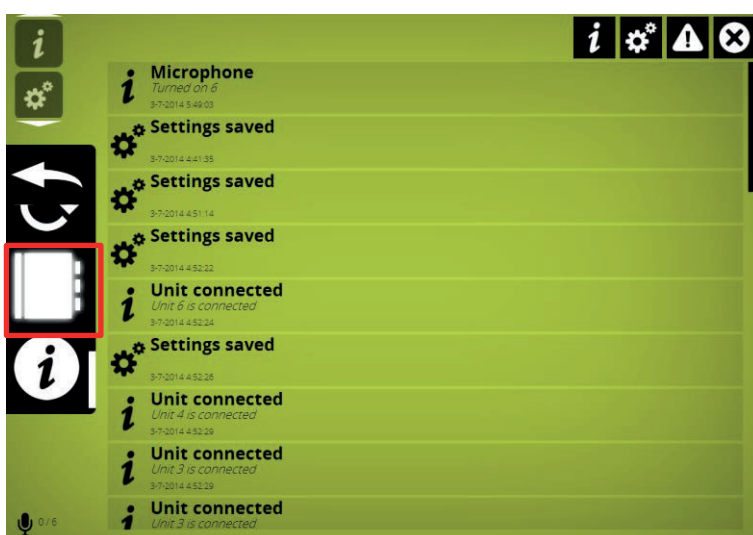 Microphone
Turned on 6
3-7-2014 5:49:03
Settings saved
3-7-2014 4:41:35
Settings saved
3-7-2014 4:51:14
Settings saved
3-7-2014 4:52:22
Unit connected
Unit 6 is connected
3-7-2014 4:52:24
Settings saved
3-7-2014 4:52:26
Unit connected
Unit 4 is connected
3-7-2014 4:52:29
Unit connected
Unit 3 is connected
3-7-2014 4:52:29
Unit connected
Unit 3 is connected
0/6